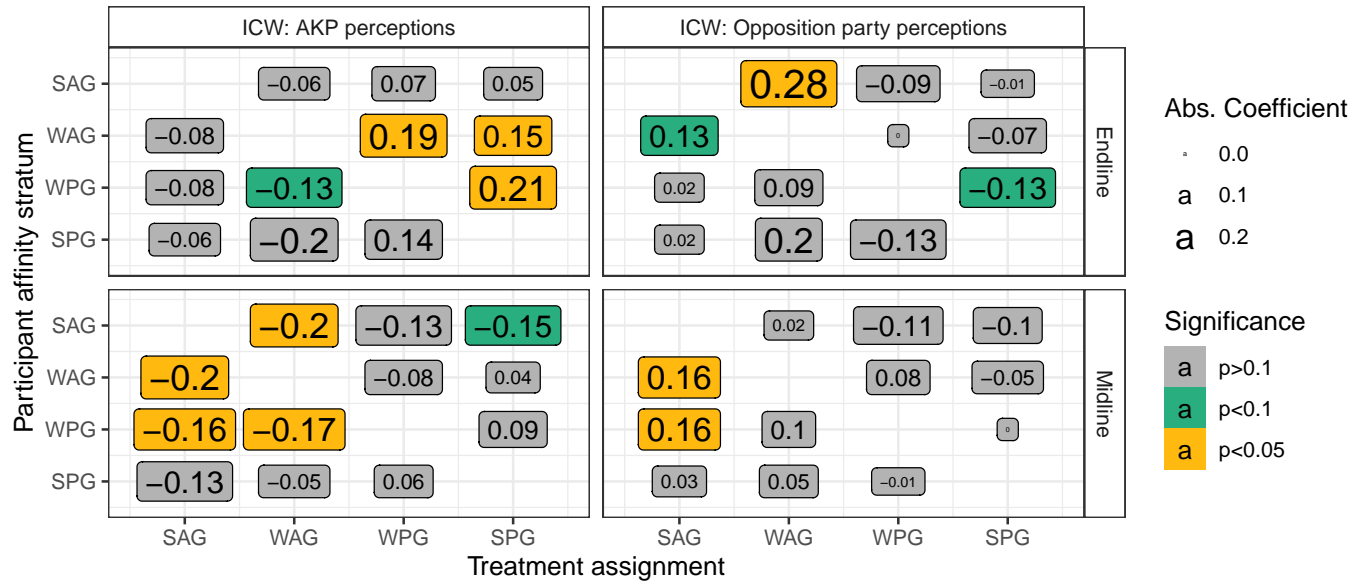 ICW: AKP perceptions
ICW: Opposition party perceptions
Participant affinity stratum
SAG −0.06 0.07 0.05 0.28 −0.09 −0.01
WAG −0.08 0.19 0.15 0.13 0 −0.07
WPG −0.08 −0.13 0.21 0.02 0.09 −0.13
SPG −0.06 −0.2 0.14 0.02 0.2 −0.13
Endline
SAG −0.2 −0.13 −0.15 0.02 −0.11 −0.1
WAG −0.2 −0.08 0.04 0.16 0.08 −0.05
WPG −0.16 −0.17 0.09 0.16 0.1 0
SPG −0.13 −0.05 0.06 0.03 0.05 −0.01
Midline
SAG WAG WPG SPG SAG WAG WPG SPG
Treatment assignment
Abs. Coefficient
a 0.0
a 0.1
a 0.2
Significance
a p>0.1
a p<0.1
a p<0.05